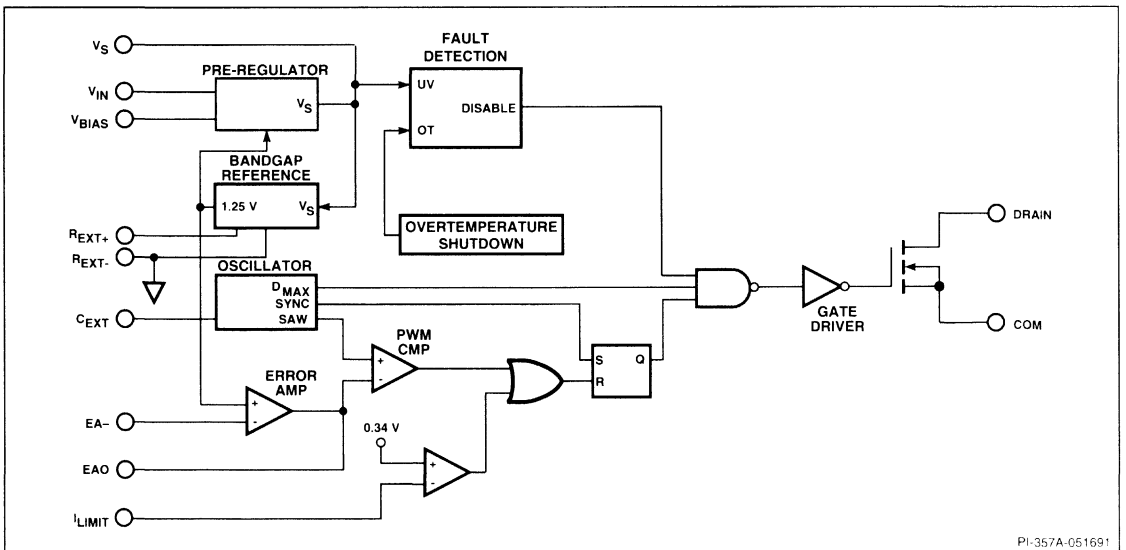 V_S
V_IN
V_BIAS
PRE-REGULATOR
V_S
FAULT
DETECTION
UV
DISABLE
OT
BANDGAP
REFERENCE
1.25 V
V_S
OVERTEMPERATURE
SHUTDOWN
R_EXT+
R_EXT-
OSCILLATOR
D_MAX
SYNC
SAW
C_EXT
PWM
CMP
+
-
ERROR
AMP
+
-
EA-
EAO
0.34 V
+
-
I_LIMIT
S
Q
R
GATE
DRIVER
DRAIN
COM
PI-357A-051691